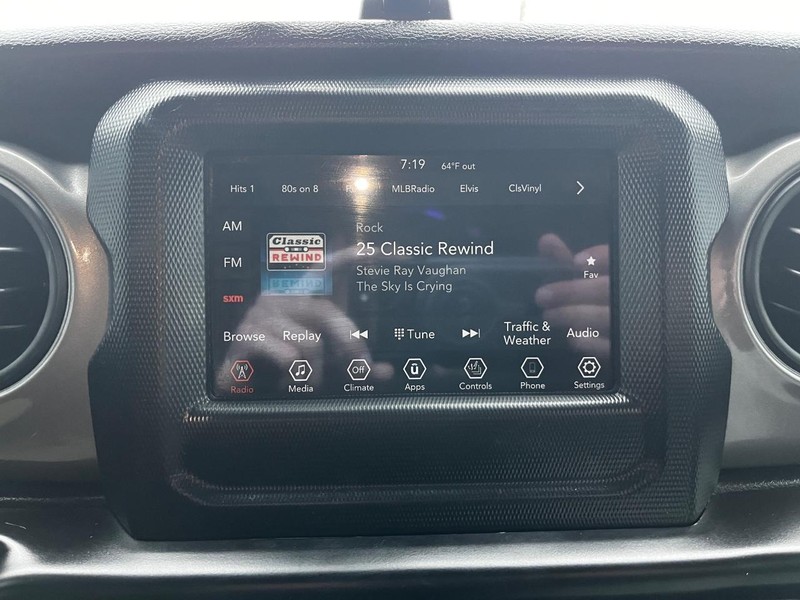 7:19 64°F out
Hits 1 80s on 8 MLBRadio Elvis ClsVinyl
AM
FM
sxm
Classic
REWIND
Rock
25 Classic Rewind
Stevie Ray Vaughan
The Sky Is Crying
Fav
Browse Replay Tune Traffic & Weather Audio
Radio Media Off Climate ū Apps Controls Phone Settings